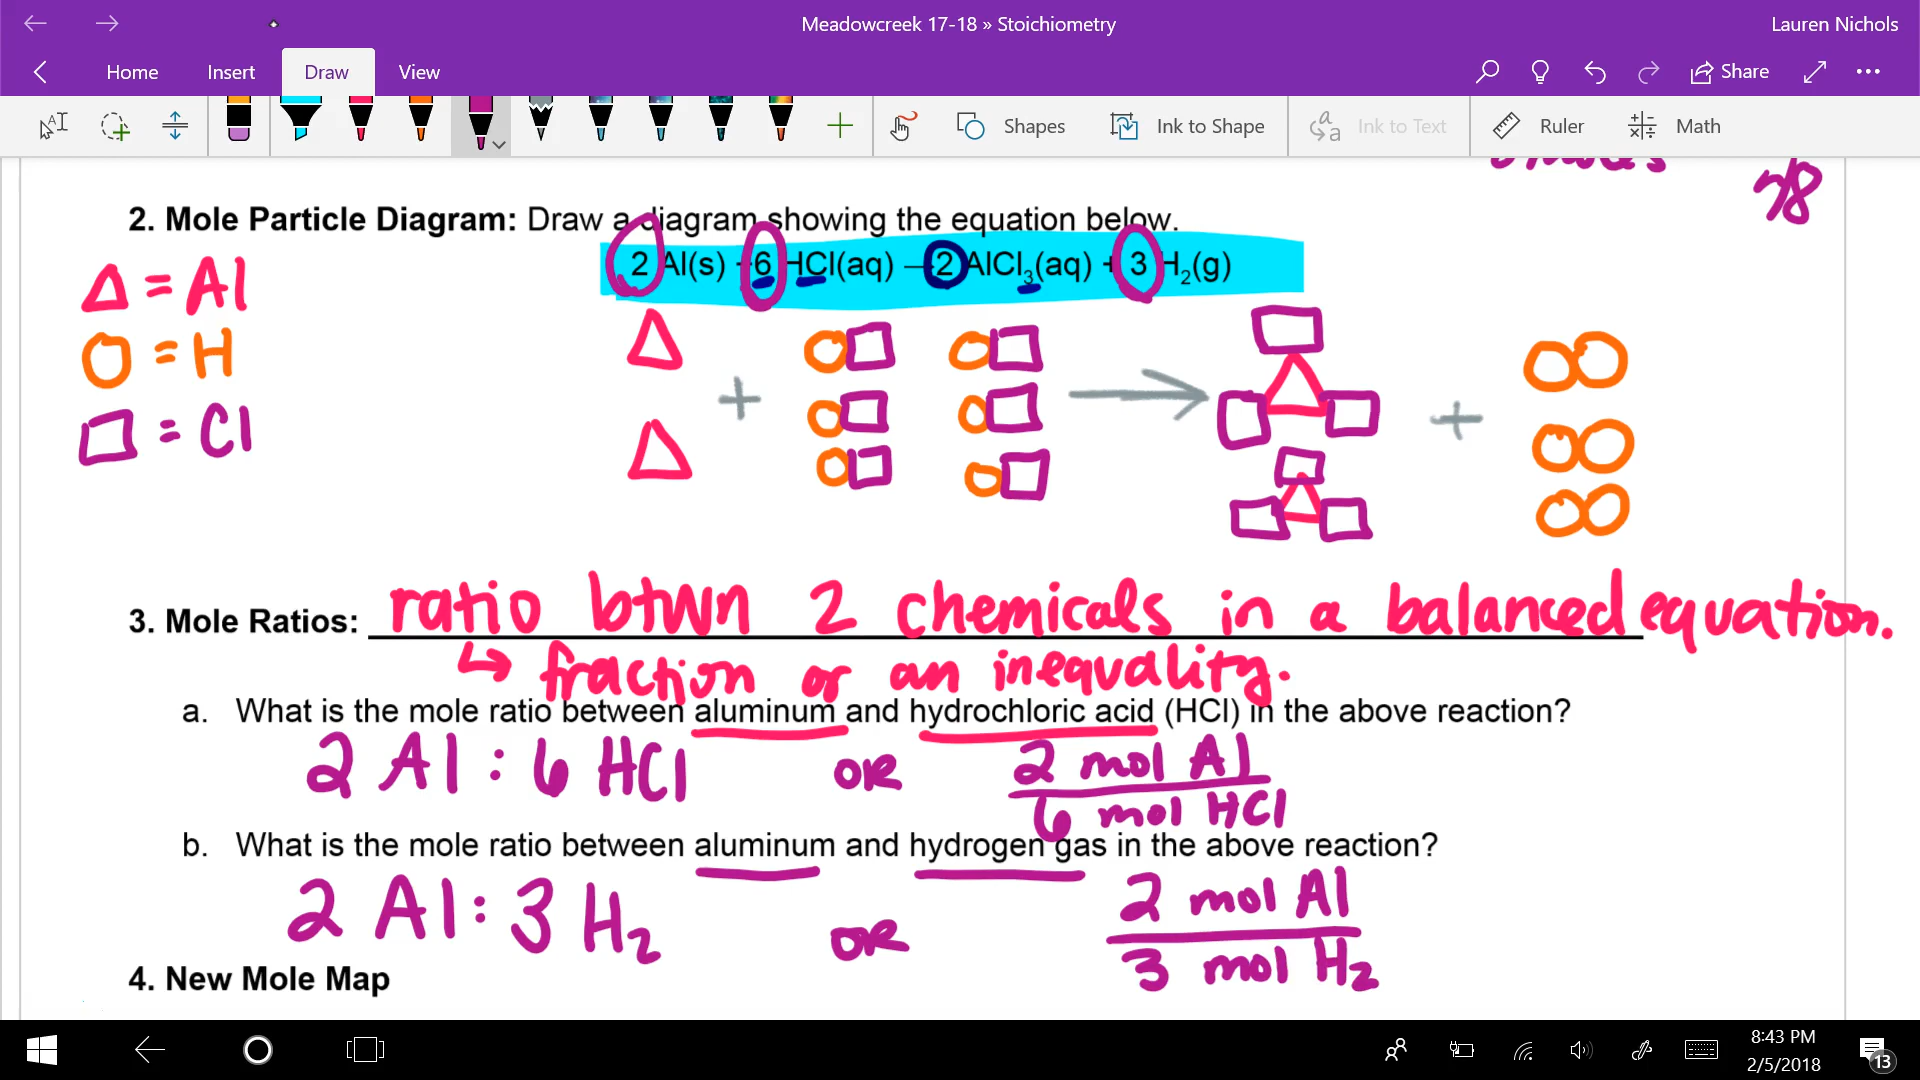 Meadowcreek 17-18 » Stoichiometry
Lauren Nichols
Home Insert Draw View
Share
Shapes Ink to Shape Ink to Text Ruler Math
2. Mole Particle Diagram: Draw a diagram showing the equation below.
2 Al(s) + 6 HCl(aq) → 2 AlCl₃(aq) + 3 H₂(g)
△ = Al
○ = H
□ = Cl
+ → +
3. Mole Ratios: ratio btwn 2 chemicals in a balanced equation.
↳ fraction or an inequality.
a. What is the mole ratio between aluminum and hydrochloric acid (HCl) in the above reaction?
2 Al : 6 HCl OR 2 mol Al
6 mol HCl
b. What is the mole ratio between aluminum and hydrogen gas in the above reaction?
2 Al : 3 H₂ OR 2 mol Al
3 mol H₂
4. New Mole Map
8:43 PM
2/5/2018
13